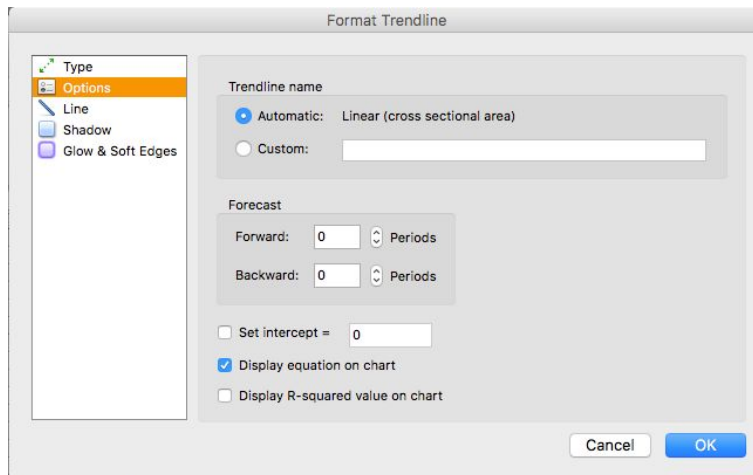 Format Trendline
Type
Options
Line
Shadow
Glow & Soft Edges
Trendline name
Automatic: Linear (cross sectional area)
Custom:
Forecast
Forward: 0 Periods
Backward: 0 Periods
Set intercept = 0
Display equation on chart
Display R-squared value on chart
Cancel OK